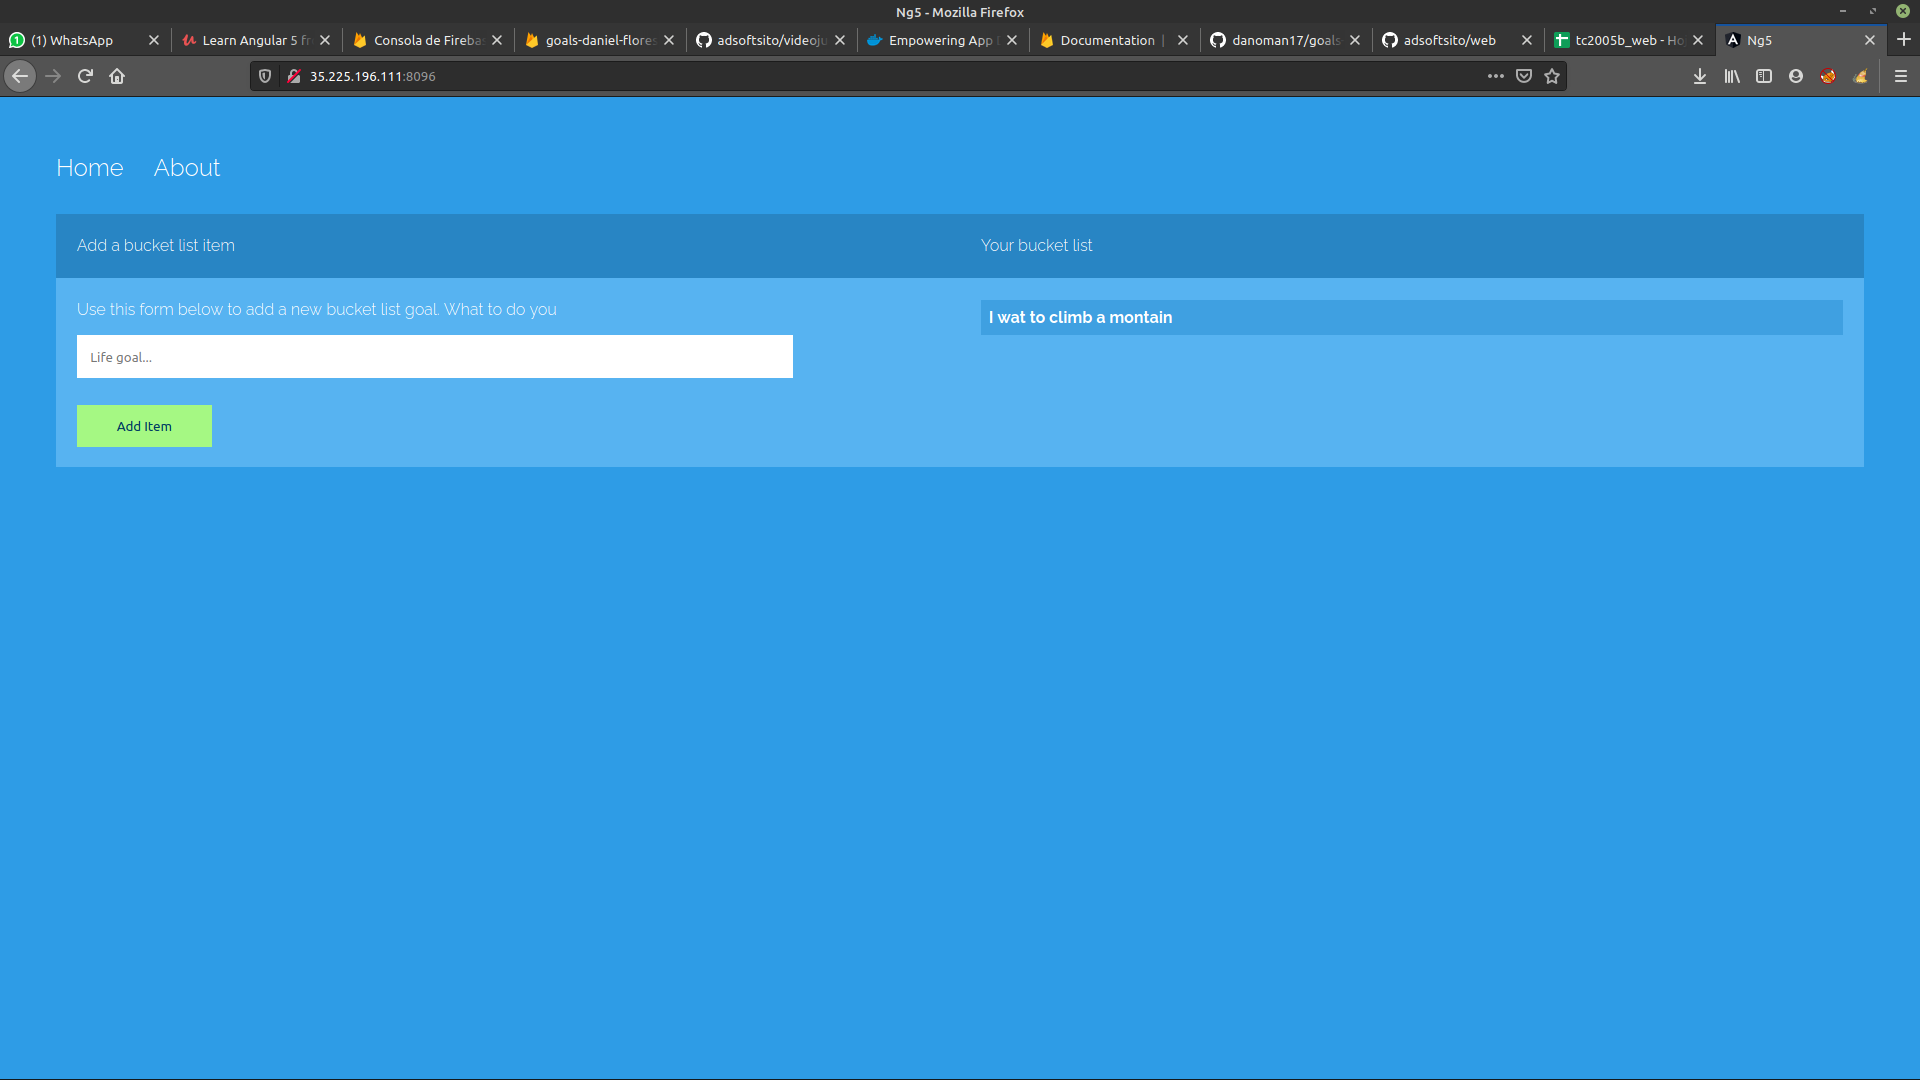 Ng5 - Mozilla Firefox
(1) WhatsApp
Learn Angular 5 fr
Consola de Fireba
goals-daniel-flores
adsoftsito/videoju
Empowering App
Documentation |
danoman17/goals
adsoftsito/web
tc2005b_web - Ho
Ng5
35.225.196.111:8096
Home About
Add a bucket list item
Your bucket list
Use this form below to add a new bucket list goal. What to do you
I wat to climb a montain
Life goal...
Add Item